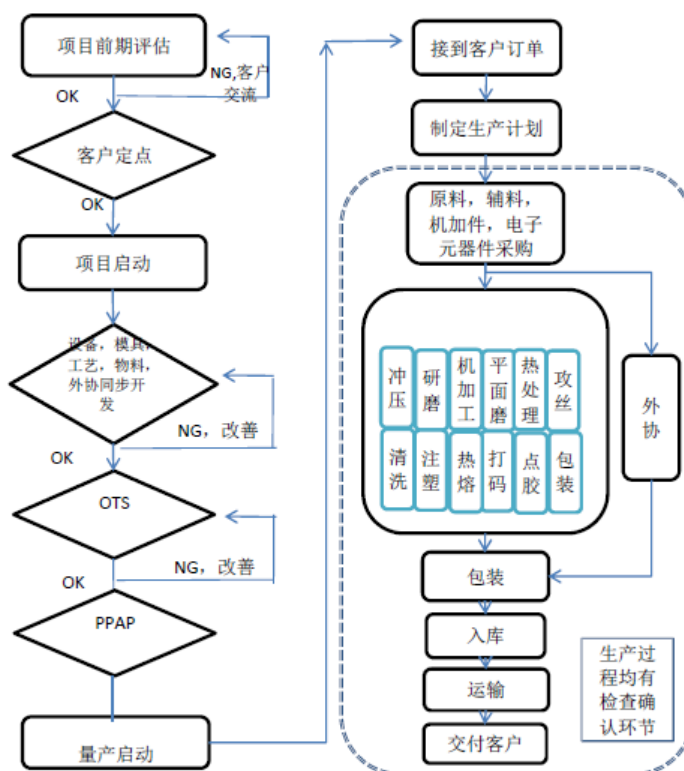 项目前期评估
NG,客户
交流
OK
客户定点
OK
项目启动
设备，模具，
工艺，物料，
外协同步开
发
NG，改善
OK
OTS
NG，改善
OK
PPAP
量产启动
接到客户订单
制定生产计划
原料，辅料，
机加件，电子
元器件采购
冲压
研磨
机加工
平面磨
热处理
攻丝
清洗
注塑
热熔
打码
点胶
包装
外协
包装
入库
运输
交付客户
生产过
程均有
检查确
认环节